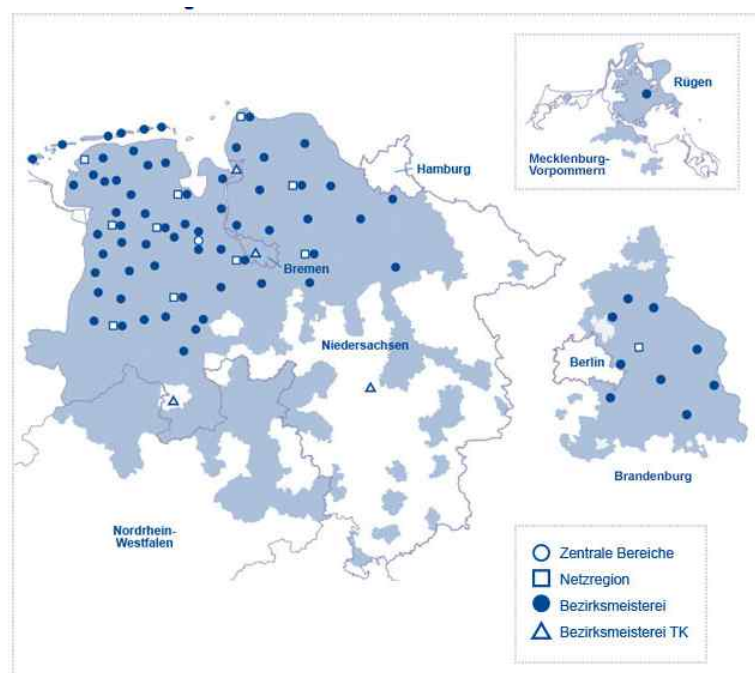 Rügen
Mecklenburg-
Vorpommern
Hamburg
Bremen
Niedersachsen
Berlin
Brandenburg
Nordrhein-
Westfalen
Zentrale Bereiche
Netzregion
Bezirksmeisterei
Bezirksmeisterei TK